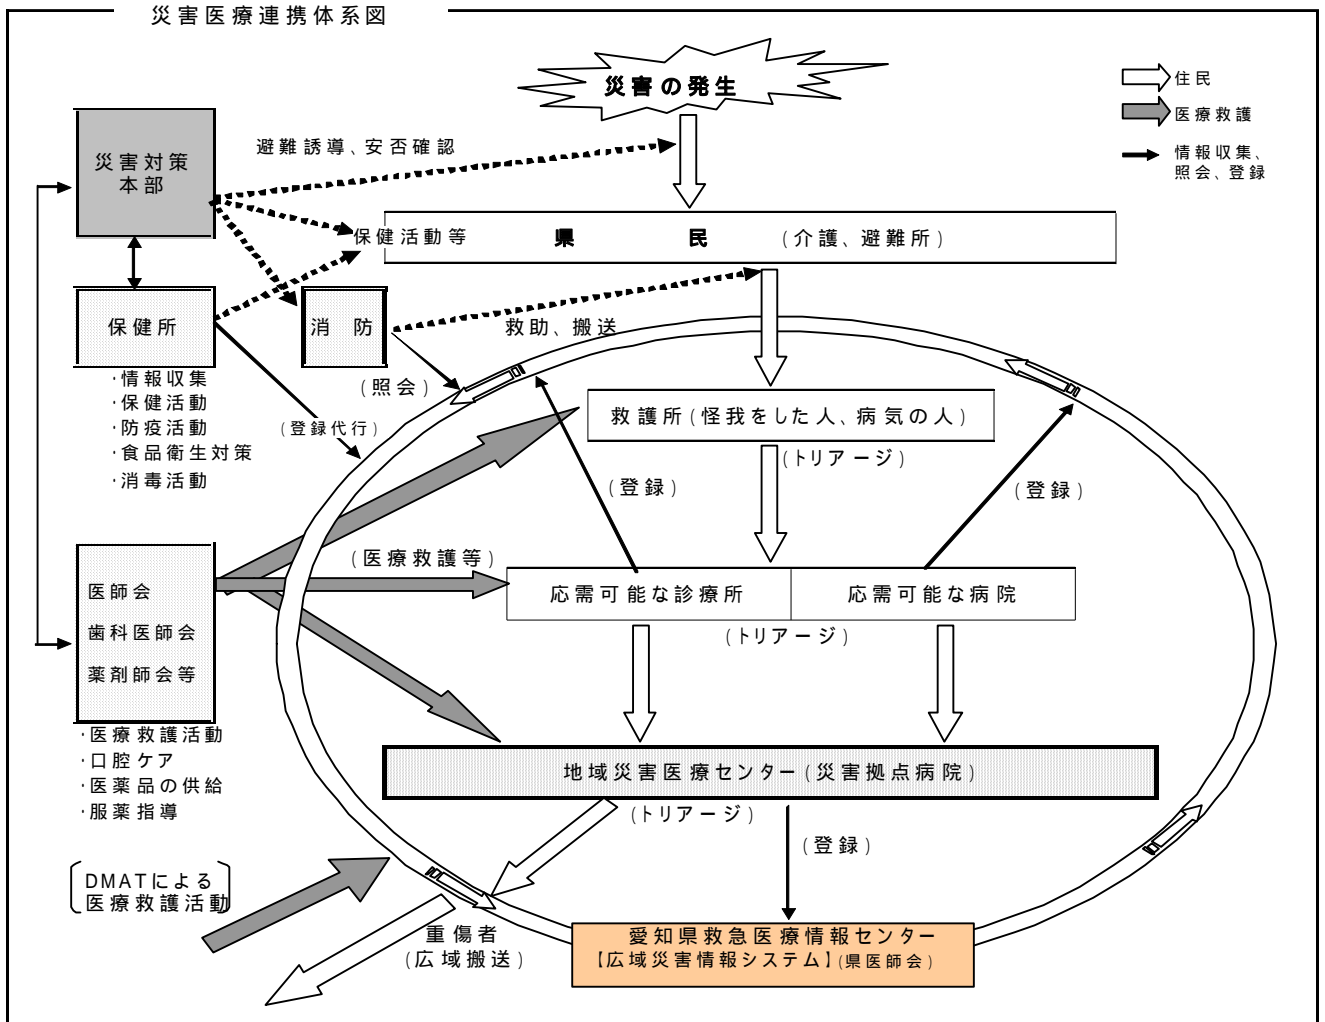 災害医療連携体系図
災害の発生
住民
医療救護
情報収集、
照会、登録
災害対策
本部
避難誘導、安否確認
保健活動等 県 民 (介護、避難所)
保健所
消 防
救助、搬送
・情報収集
・保健活動
・防疫活動
・食品衛生対策
・消毒活動
(照会)
(登録代行)
救護所(怪我をした人、病気の人)
(トリアージ)
(登録)
(登録)
(医療救護等)
医師会
歯科医師会
薬剤師会等
応需可能な診療所
応需可能な病院
(トリアージ)
・医療救護活動
・口腔ケア
・医薬品の供給
・服薬指導
地域災害医療センター(災害拠点病院)
(トリアージ)
(登録)
DMATによる
医療救護活動
重傷者
(広域搬送)
愛知県救急医療情報センター
【広域災害情報システム】(県医師会)